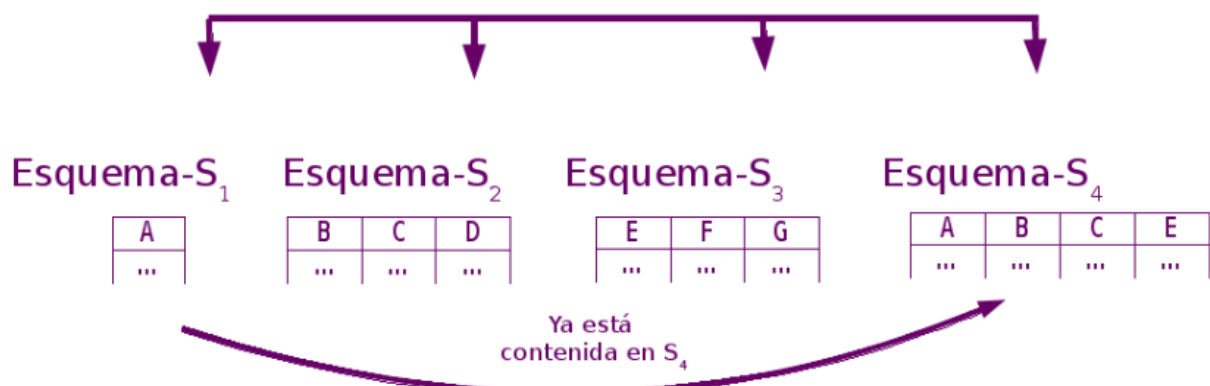 Esquema-S1 Esquema-S2 Esquema-S3 Esquema-S4
A B C D E F G A B C E
... ... ... ... ... ... ... ... ... ... ...
Ya está
contenida en S4